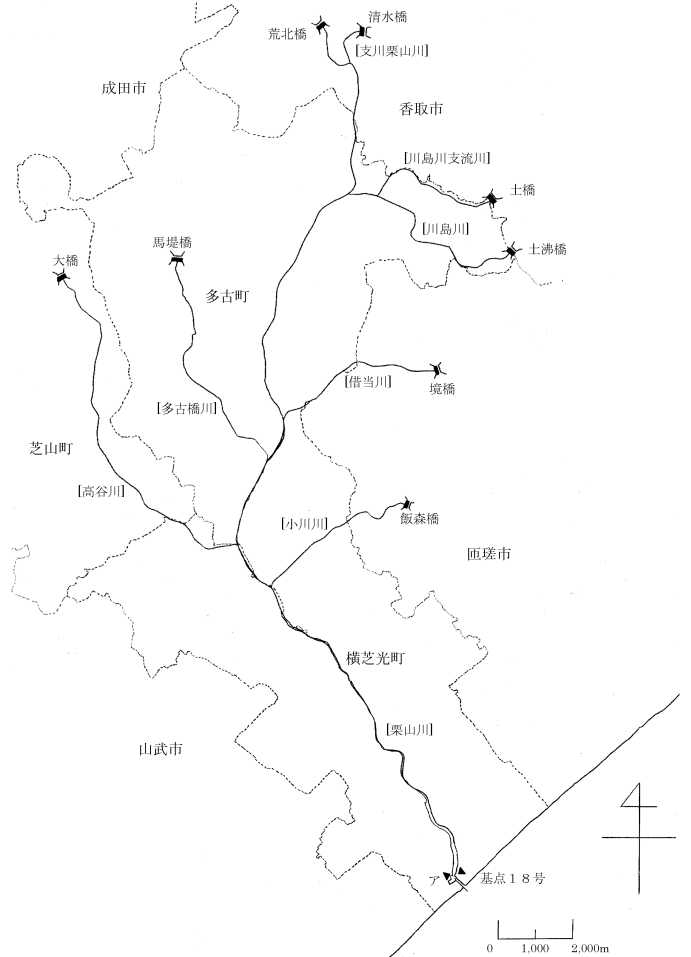 清水橋
荒北橋
[支川栗山川]
成田市
香取市
[川島川支流川]
土橋
[川島川]
馬堤橋
土沸橋
大橋
多古町
[借当川]
境橋
[多古橋川]
芝山町
[高谷川]
[小川川]
飯森橋
匝瑳市
横芝光町
[栗山川]
山武市
ア
基点18号
0 1,000 2,000m